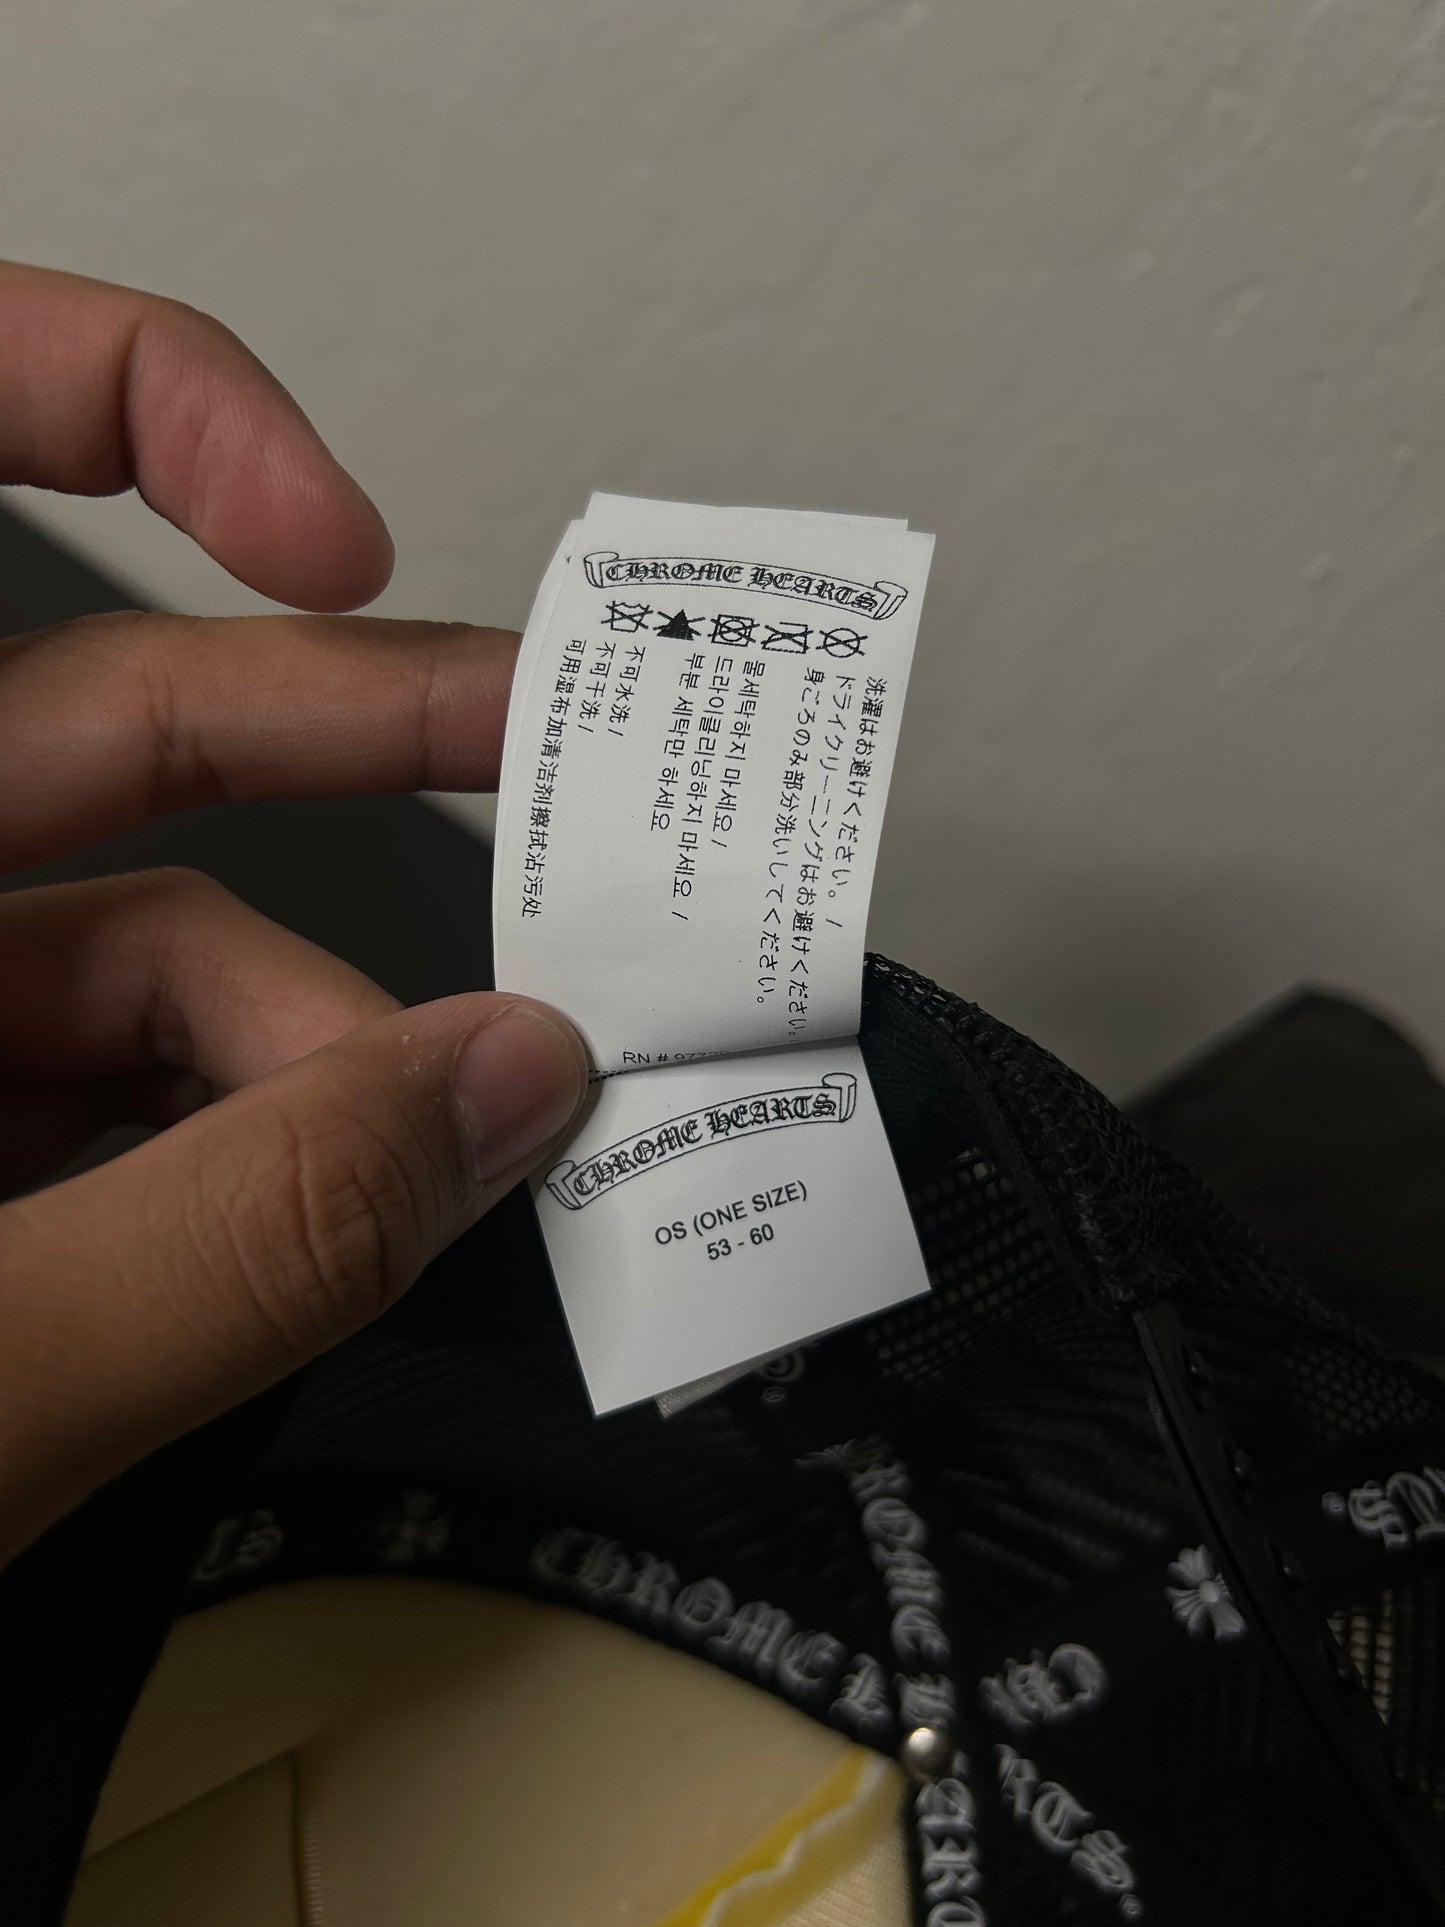 CHROME HEARTS
洗濯はお避けください。/
ドライクリーニングはお避けください。
身ごろのみ部分洗いしてください。
물세탁하지 마세요 /
드라이클리닝하지 마세요 /
부분 세탁만 하세요
不可水洗 /
不可干洗 /
可用湿布加清洁剂擦拭沾污处
RN #
CHROME HEARTS
OS (ONE SIZE)
53 - 60
CHROME
ROME
ARTS